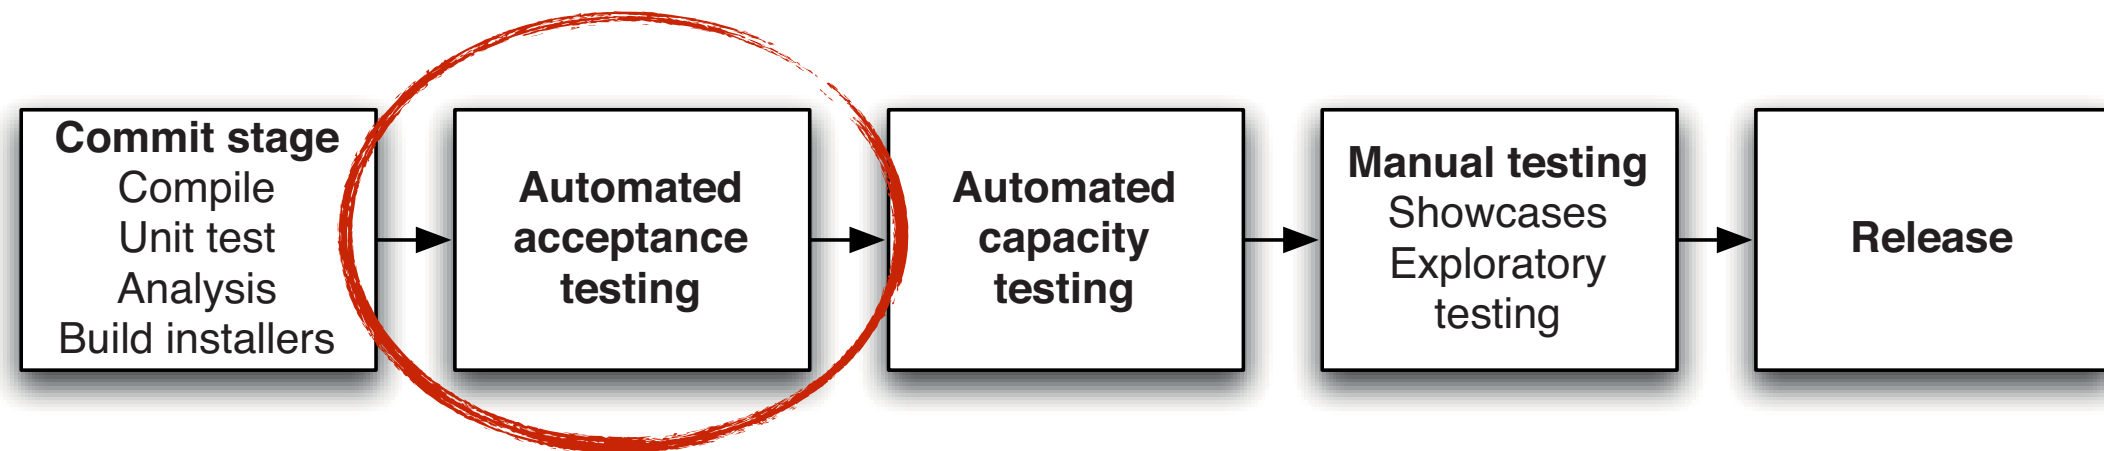 Commit stage
Compile
Unit test
Analysis
Build installers
Automated
acceptance
testing
Automated
capacity
testing
Manual testing
Showcases
Exploratory
testing
Release